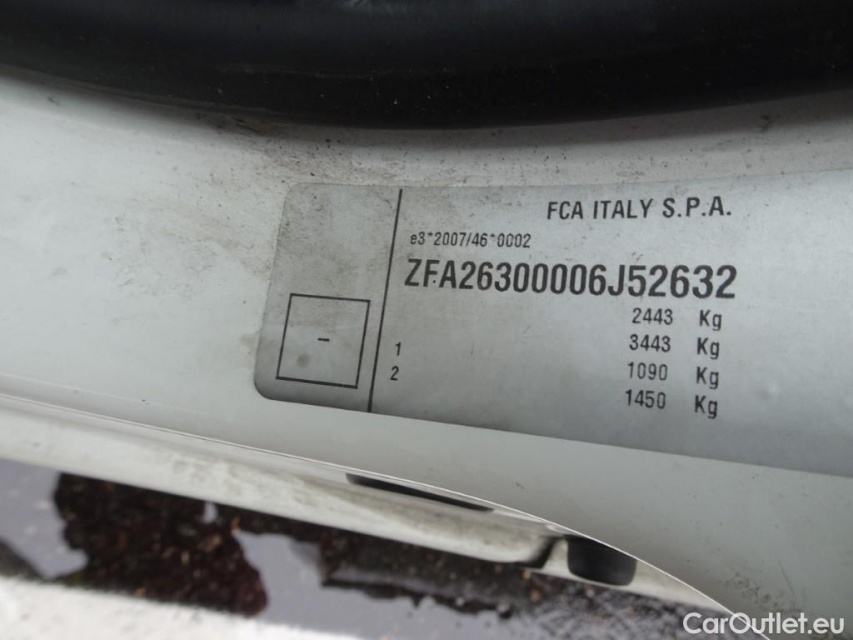 FCA ITALY S.P.A.
e3*2007/46*0002
ZFA26300006J52632
2443 Kg
3443 Kg
1 1090 Kg
2 1450 Kg
-
CarOutlet.eu